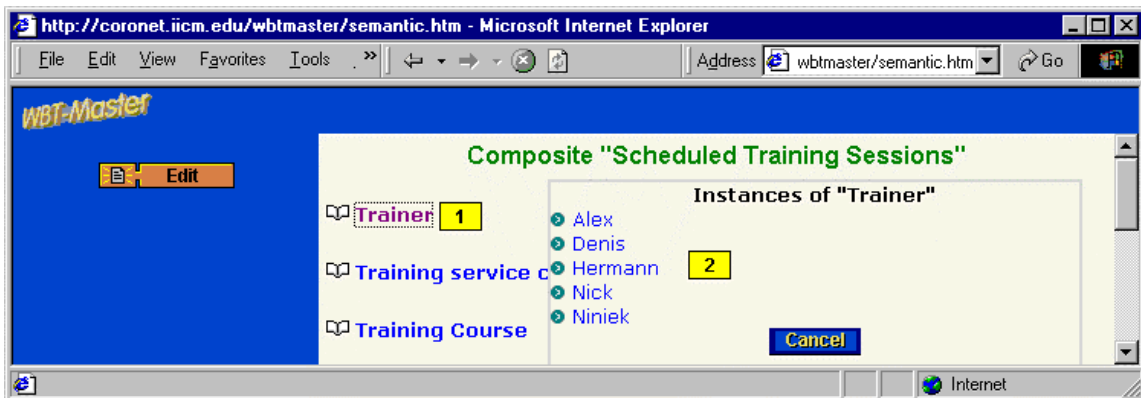 http://coronet.iicm.edu/wbtmaster/semantic.htm - Microsoft Internet Explorer
File Edit View Favorites Tools » Address wbtmaster/semantic.htm Go
WBT-Master
Edit
Composite "Scheduled Training Sessions"
Instances of "Trainer"
Trainer 1
Alex
Denis
Training service c
Hermann 2
Nick
Niniek
Training Course
Cancel
Internet